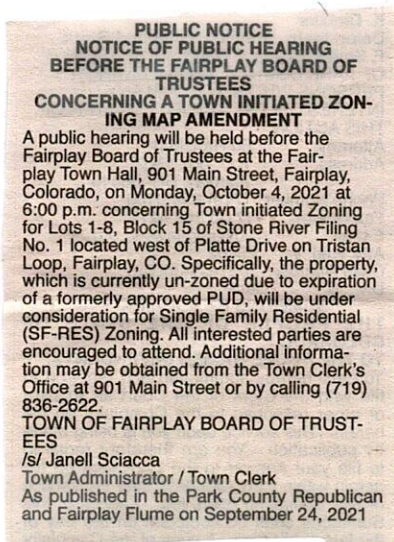 PUBLIC NOTICE
NOTICE OF PUBLIC HEARING
BEFORE THE FAIRPLAY BOARD OF
TRUSTEES
CONCERNING A TOWN INITIATED ZON-
ING MAP AMENDMENT
A public hearing will be held before the
Fairplay Board of Trustees at the Fair-
play Town Hall, 901 Main Street, Fairplay,
Colorado, on Monday, October 4, 2021 at
6:00 p.m. concerning Town initiated Zoning
for Lots 1-8, Block 15 of Stone River Filing
No. 1 located west of Platte Drive on Tristan
Loop, Fairplay, CO. Specifically, the property,
which is currently un-zoned due to expiration
of a formerly approved PUD, will be under
consideration for Single Family Residential
(SF-RES) Zoning. All interested parties are
encouraged to attend. Additional informa-
tion may be obtained from the Town Clerk's
Office at 901 Main Street or by calling (719)
836-2622.
TOWN OF FAIRPLAY BOARD OF TRUST-
EES
/s/ Janell Sciacca
Town Administrator / Town Clerk
As published in the Park County Republican
and Fairplay Flume on September 24, 2021